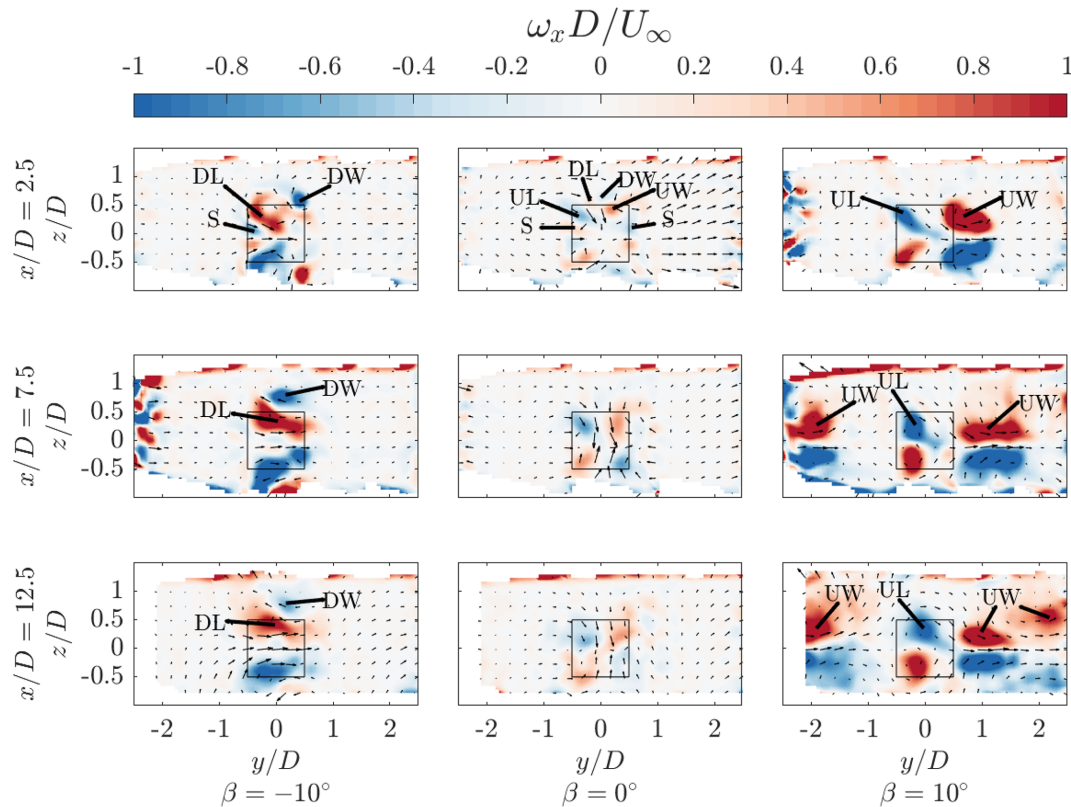 ω_x D/U_∞
-1 -0.8 -0.6 -0.4 -0.2 0 0.2 0.4 0.6 0.8 1
x/D = 2.5
z/D
1
0.5
0
-0.5
DL
DW
S
DL
DW
UL
UW
S
S
UL
UW
x/D = 7.5
z/D
1
0.5
0
-0.5
DW
DL
UW
UL
UW
x/D = 12.5
z/D
1
0.5
0
-0.5
DW
DL
UW
UL
UW
-2 -1 0 1 2
-2 -1 0 1 2
-2 -1 0 1 2
y/D
y/D
y/D
β = −10°
β = 0°
β = 10°